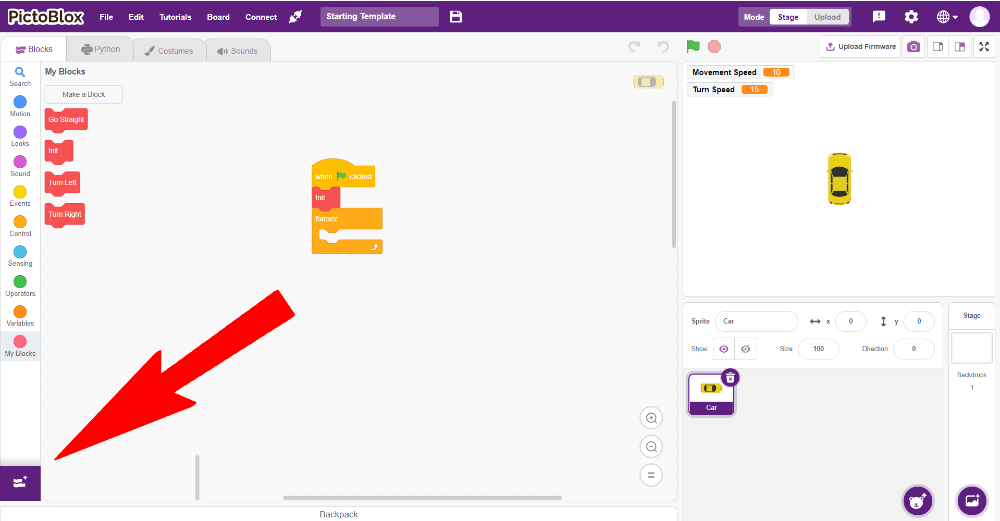 PictoBlox File Edit Tutorials Board Connect Starting Template Mode Stage Upload
Blocks Python Costumes Sounds Upload Firmware
Search
Motion
Looks
Sound
Events
Control
Sensing
Operators
Variables
My Blocks
My Blocks
Make a Block
Go Straight
Init
Turn Left
Turn Right
when clicked
Init
forever
Movement Speed 10
Turn Speed 15
Sprite Car x 0 y 0
Show Size 100 Direction 0
Car
Stage
Backdrops
1
Backpack